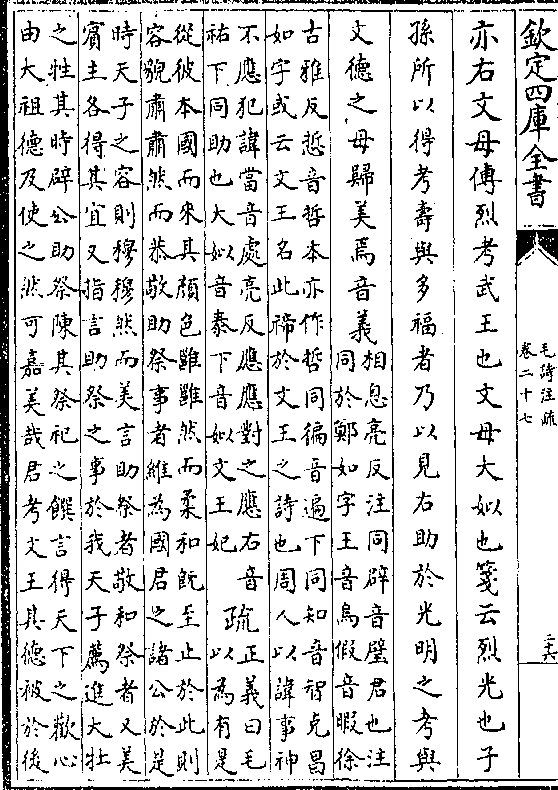 欽定四庫全書
毛詩注疏
卷二十七
亦右文母傳烈考武王也文母大姒也箋云烈光也子
孫所以得考壽與多福者乃以見右助於光明之考與
文德之母歸美焉音義
相息亮反注同辟音璧君也注
同於鄭如字王音烏假音暇徐
古雅反悊音哲本亦作哲同徧音遍下同知音智克昌
如字或云文王名此禘於文王之詩也周人以諱事神
不應犯諱當音處亮反應應對之應右音
祐下同助也大姒音泰下音姒文王妃
疏
正義曰毛
以為有是
從彼本國而來其顏色雖雖然而柔和既至止於此則
容貌肅肅然而恭敬助祭事者維為國君之諸公於是
時天子之容則穆穆然而美言助祭者敬和祭者又美
賓主各得其宜又指言助祭之事於我天子薦進大牡
之牲其時辟公助祭陳其祭祀之饌言得天下之歡心
由大祖德及使之然可嘉美哉君考文王其德被於後